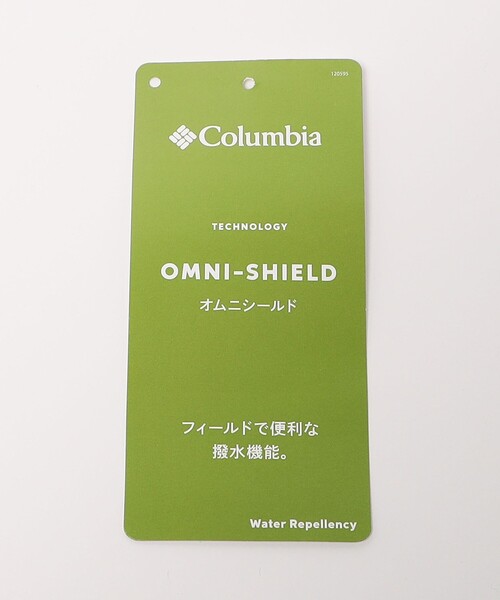 120595
Columbia
TECHNOLOGY
OMNI-SHIELD
オムニシールド
フィールドで便利な
撥水機能。
Water Repellency